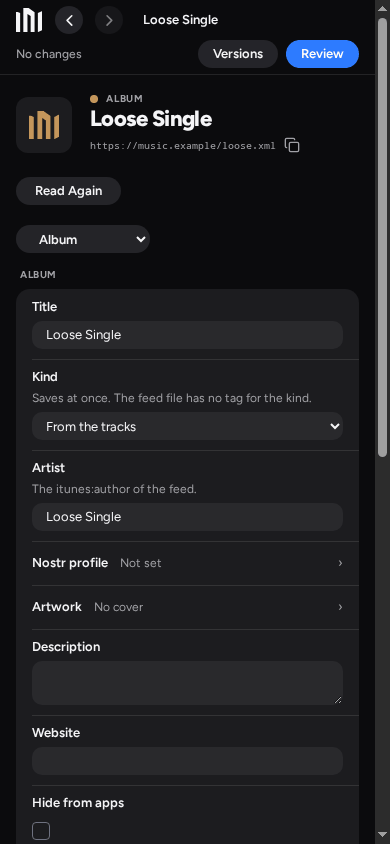 Loose Single
No changes
Versions
Review
ALBUM
Loose Single
https://music.example/loose.xml
Read Again
Album
ALBUM
Title
Loose Single
Kind
Saves at once. The feed file has no tag for the kind.
From the tracks
Artist
The itunes:author of the feed.
Loose Single
Nostr profile Not set
Artwork No cover
Description
Website
Hide from apps